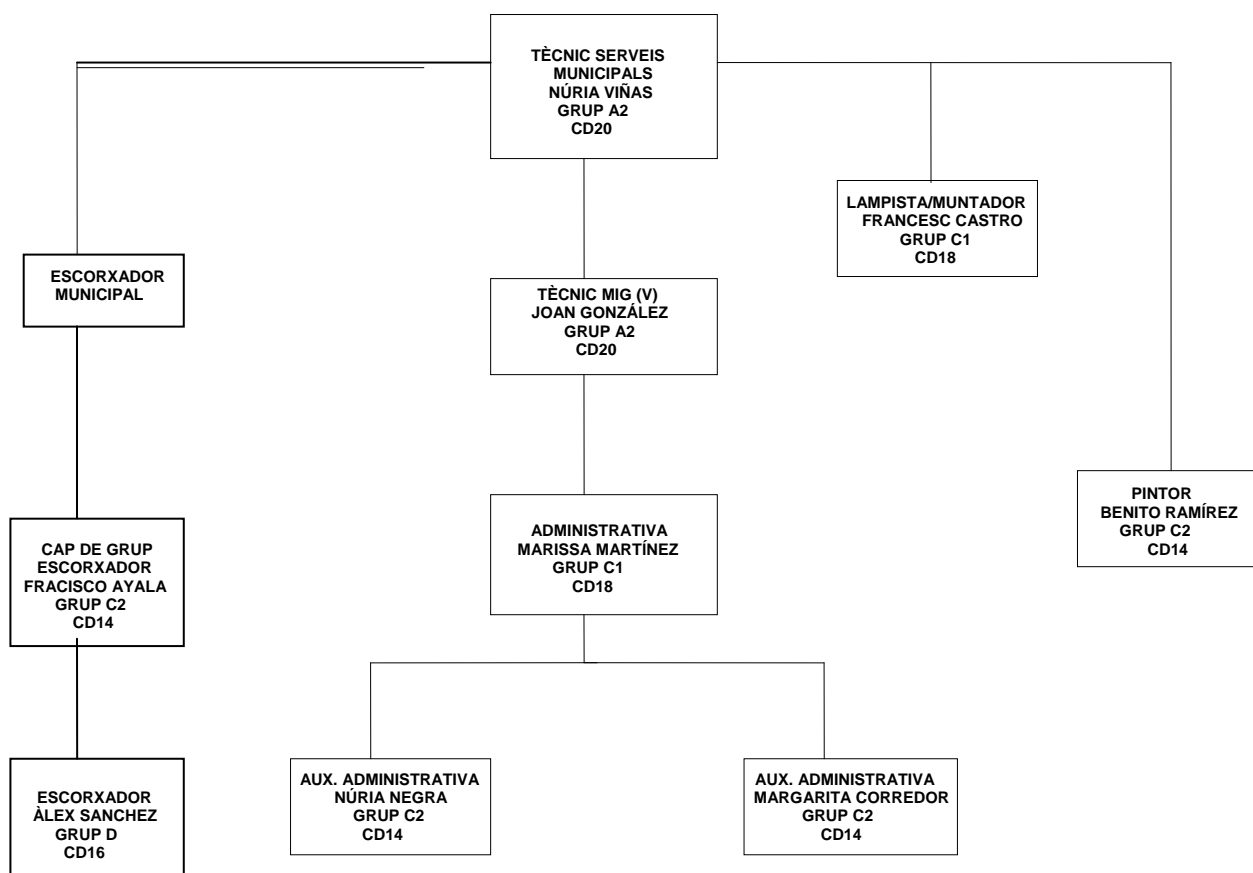 TÈCNIC SERVEIS
MUNICIPALS
NÚRIA VIÑAS
GRUP A2
CD20
LAMPISTA/MUNTADOR
FRANCESC CASTRO
GRUP C1
CD18
ESCORXADOR
MUNICIPAL
TÈCNIC MIG (V)
JOAN GONZÁLEZ
GRUP A2
CD20
PINTOR
BENITO RAMÍREZ
GRUP C2
CD14
CAP DE GRUP
ESCORXADOR
FRACISCO AYALA
GRUP C2
CD14
ADMINISTRATIVA
MARISSA MARTÍNEZ
GRUP C1
CD18
ESCORXADOR
ÀLEX SANCHEZ
GRUP D
CD16
AUX. ADMINISTRATIVA
NÚRIA NEGRA
GRUP C2
CD14
AUX. ADMINISTRATIVA
MARGARITA CORREDOR
GRUP C2
CD14